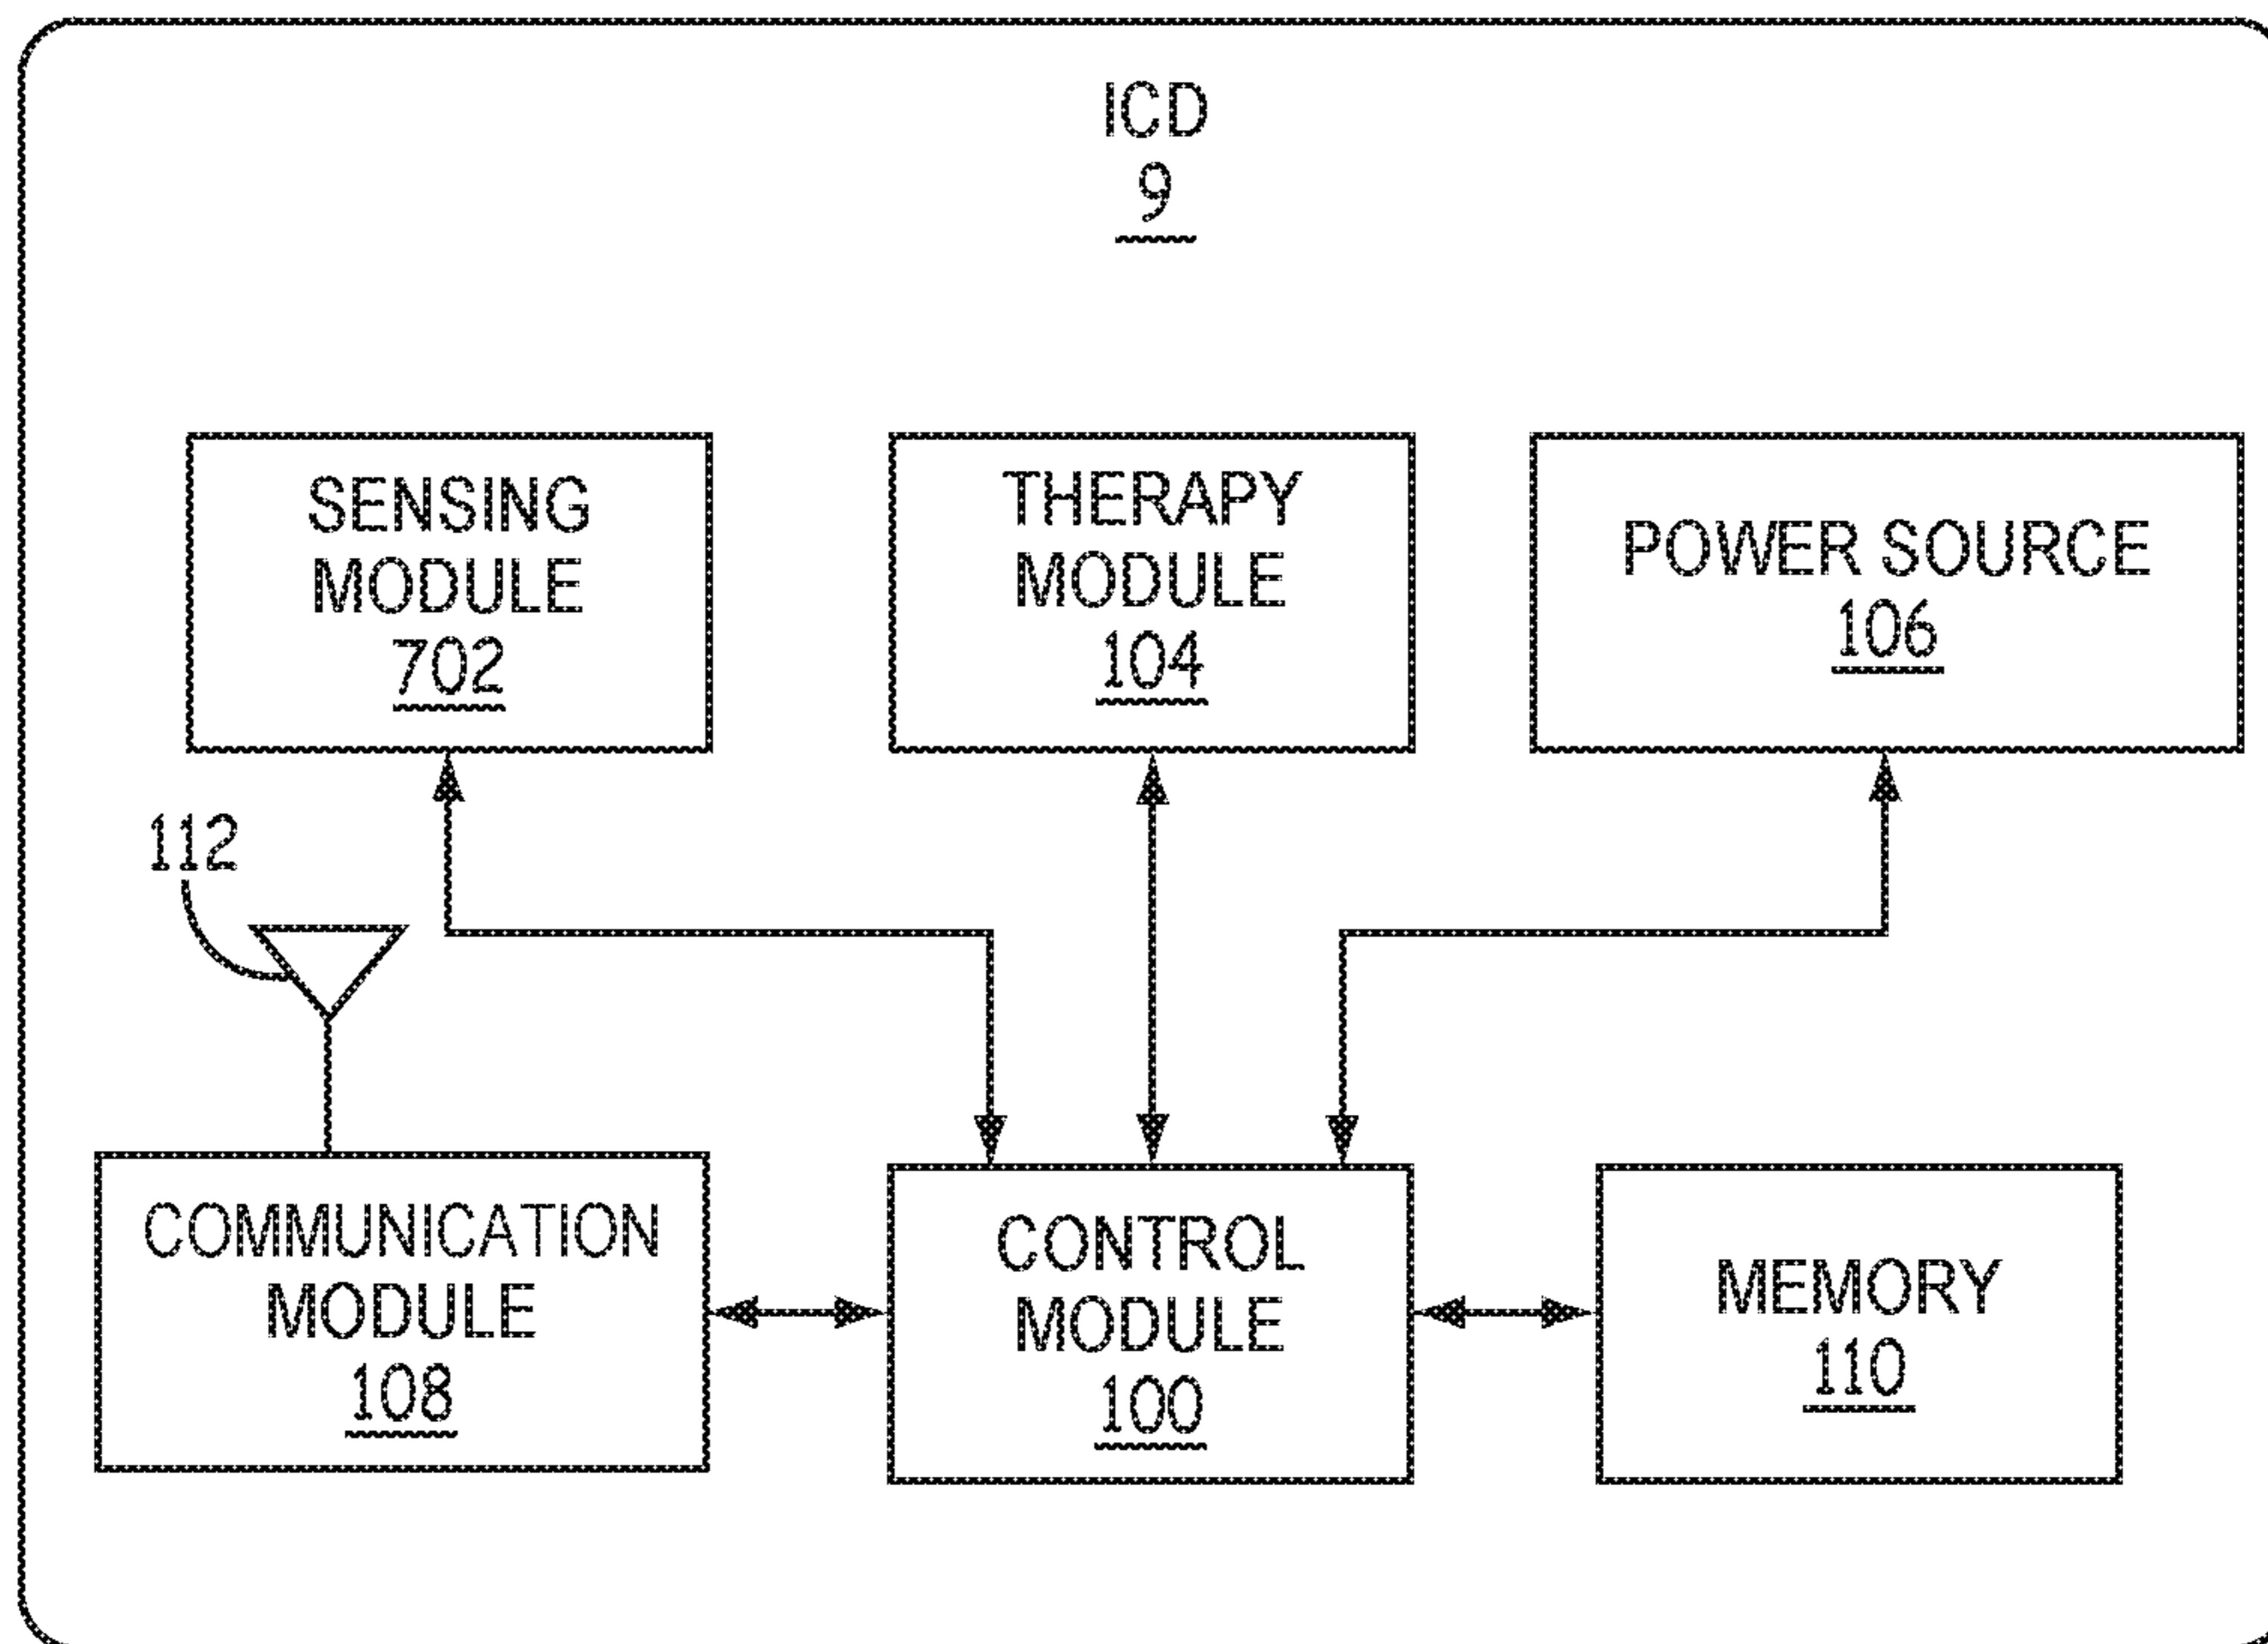 ICD
9
SENSING
MODULE
702
THERAPY
MODULE
104
POWER SOURCE
106
112
COMMUNICATION
MODULE
108
CONTROL
MODULE
100
MEMORY
110